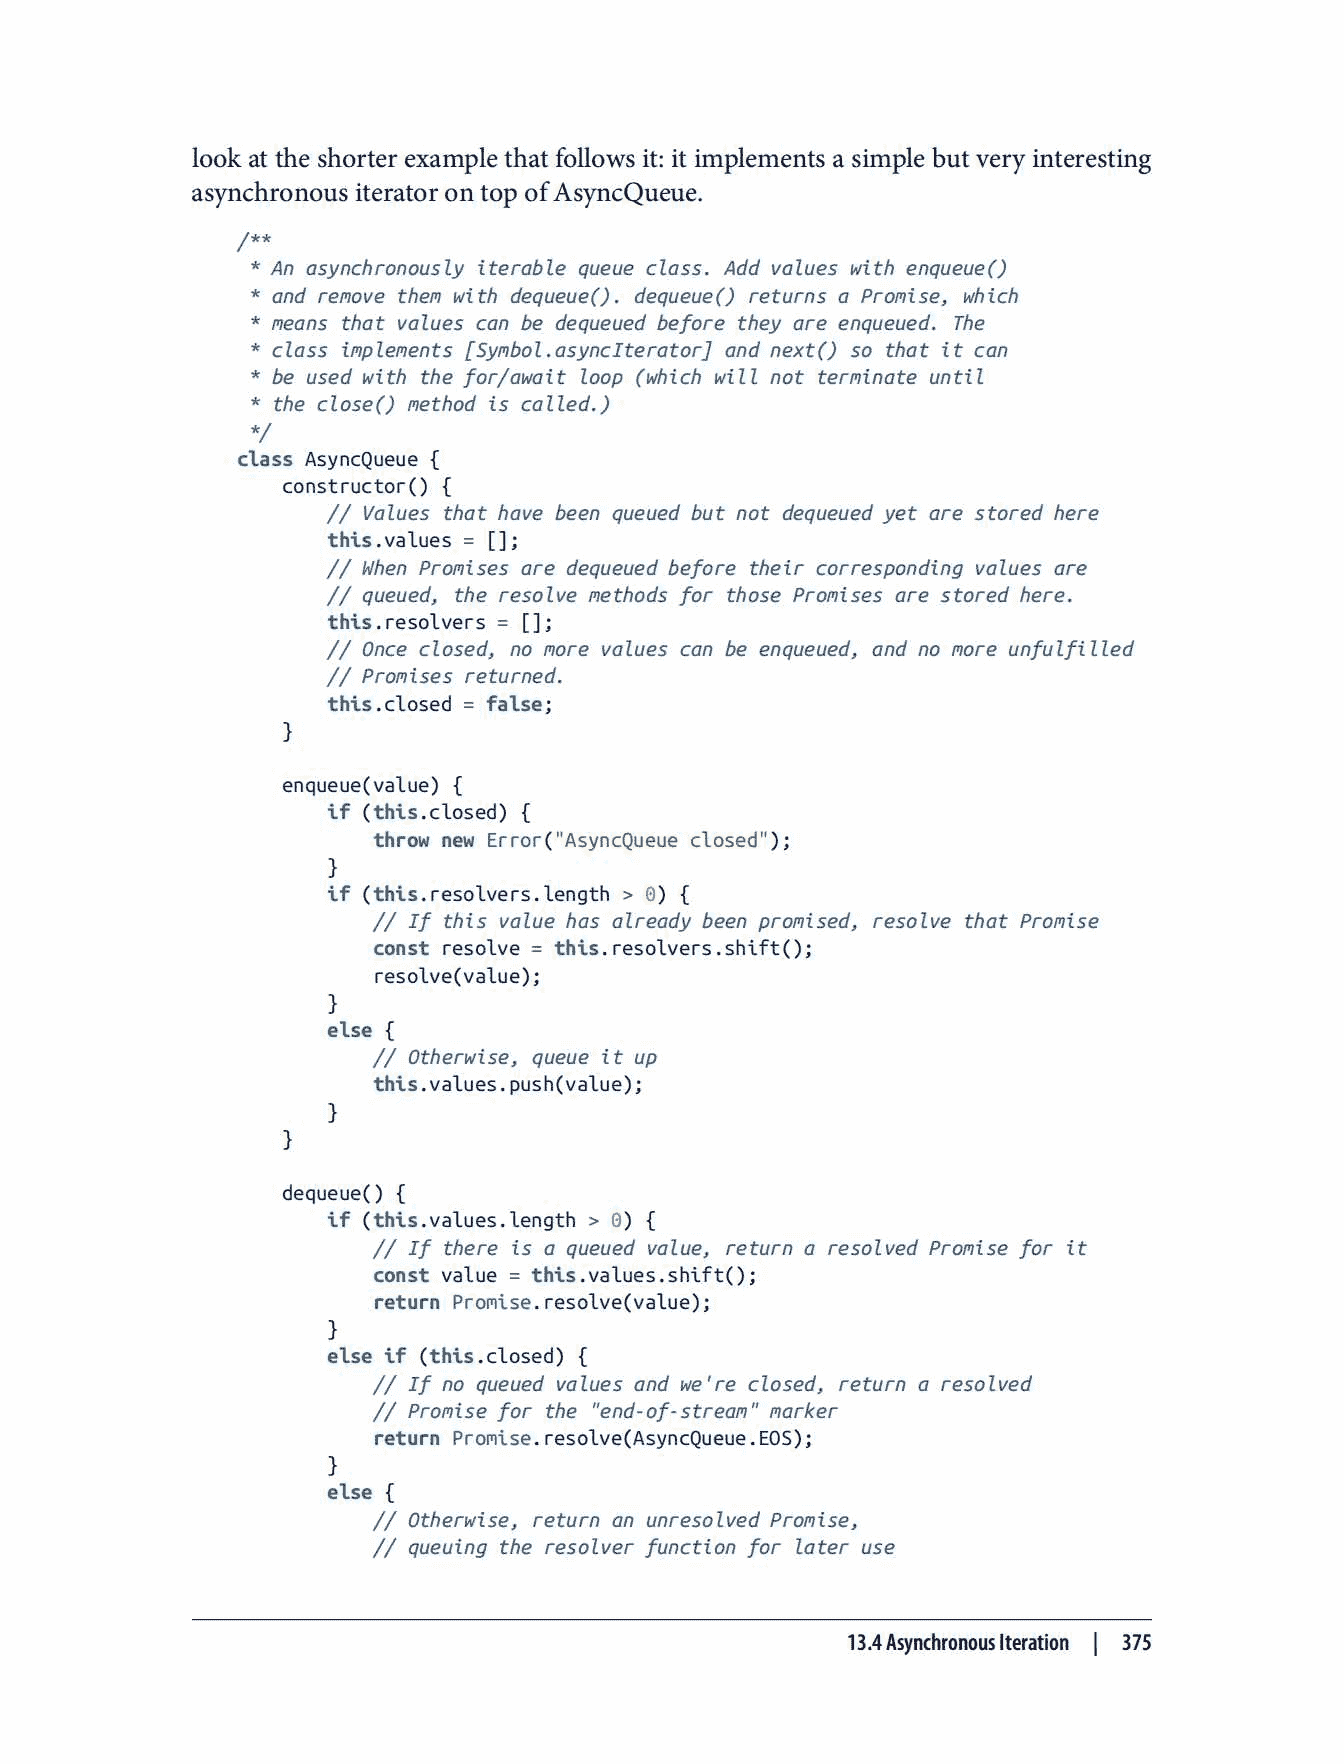 look at the shorter example that follows it: it implements a simple but very interesting
asynchronous iterator on top of AsyncQueue.
/**
 * An asynchronously iterable queue class. Add values with enqueue()
 * and remove them with dequeue(). dequeue() returns a Promise, which
 * means that values can be dequeued before they are enqueued. The
 * class implements [Symbol.asyncIterator] and next() so that it can
 * be used with the for/await loop (which will not terminate until
 * the close() method is called.)
 */
class AsyncQueue {
    constructor() {
        // Values that have been queued but not dequeued yet are stored here
        this.values = [];
        // When Promises are dequeued before their corresponding values are
        // queued, the resolve methods for those Promises are stored here.
        this.resolvers = [];
        // Once closed, no more values can be enqueued, and no more unfulfilled
        // Promises returned.
        this.closed = false;
    }

    enqueue(value) {
        if (this.closed) {
            throw new Error("AsyncQueue closed");
        }
        if (this.resolvers.length > 0) {
            // If this value has already been promised, resolve that Promise
            const resolve = this.resolvers.shift();
            resolve(value);
        }
        else {
            // Otherwise, queue it up
            this.values.push(value);
        }
    }

    dequeue() {
        if (this.values.length > 0) {
            // If there is a queued value, return a resolved Promise for it
            const value = this.values.shift();
            return Promise.resolve(value);
        }
        else if (this.closed) {
            // If no queued values and we're closed, return a resolved
            // Promise for the "end-of-stream" marker
            return Promise.resolve(AsyncQueue.EOS);
        }
        else {
            // Otherwise, return an unresolved Promise,
            // queuing the resolver function for later use
13.4 Asynchronous Iteration | 375